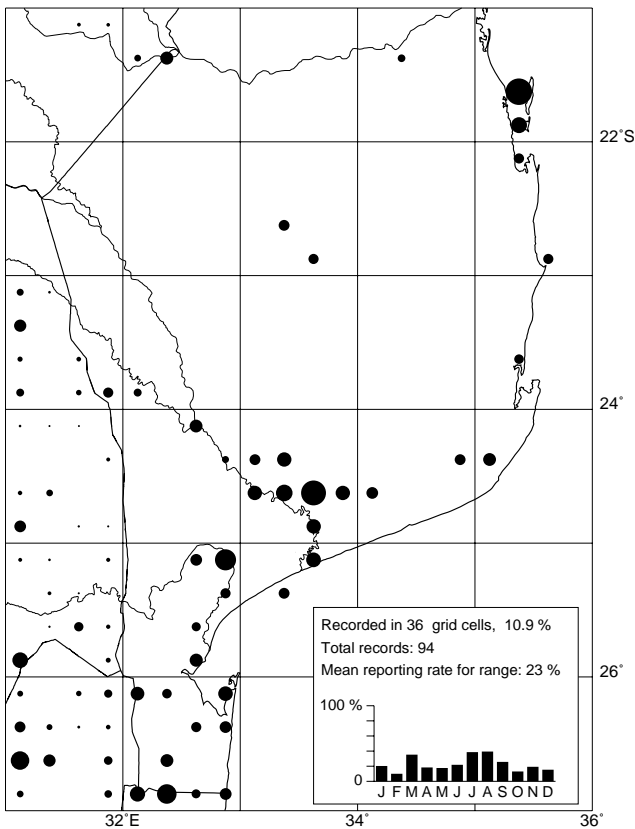 22°S
24°
26°
Recorded in 36 grid cells, 10.9 %
Total records: 94
Mean reporting rate for range: 23 %
100 %
0
J F M A M J J A S O N D
32°E 34° 36°